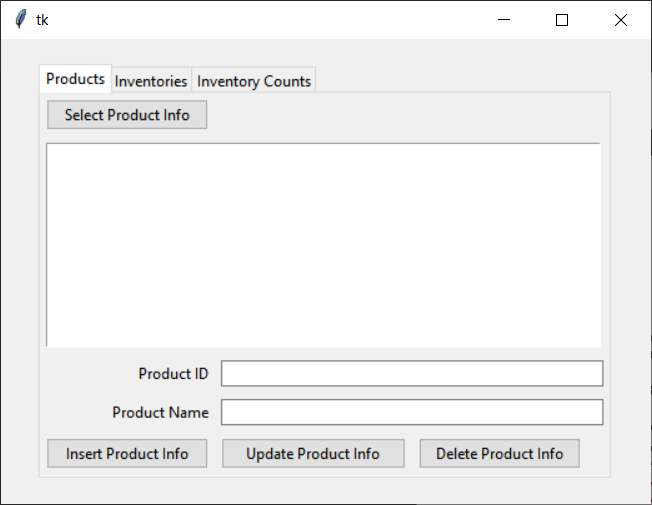 tk
Products Inventories Inventory Counts
Select Product Info
Product ID
Product Name
Insert Product Info Update Product Info Delete Product Info